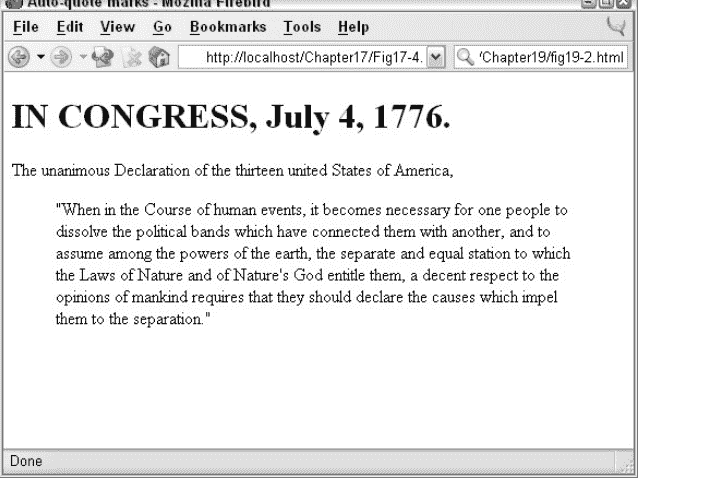 Auto-quote marks - Mozilla Firebird
File Edit View Go Bookmarks Tools Help
http://localhost/Chapter17/Fig17-4. '/Chapter19/fig19-2.html
IN CONGRESS, July 4, 1776.
The unanimous Declaration of the thirteen united States of America,
"When in the Course of human events, it becomes necessary for one people to
dissolve the political bands which have connected them with another, and to
assume among the powers of the earth, the separate and equal station to which
the Laws of Nature and of Nature's God entitle them, a decent respect to the
opinions of mankind requires that they should declare the causes which impel
them to the separation."
Done